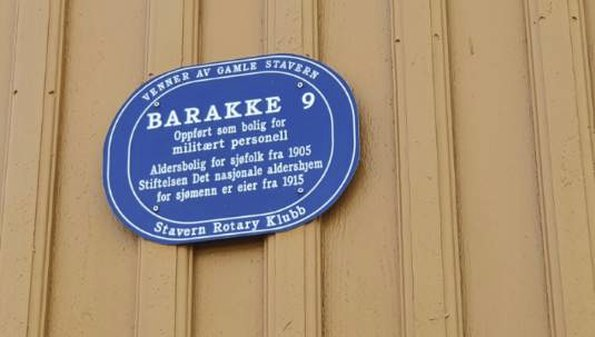 VENNER AV GAMLE STAVERN
BARAKKE 9
Oppført som bolig for
militært personell
Aldersbolig for sjøfolk fra 1905
Stiftelsen Det nasjonale aldershjem
for sjømenn er eier fra 1915
Stavern Rotary Klubb